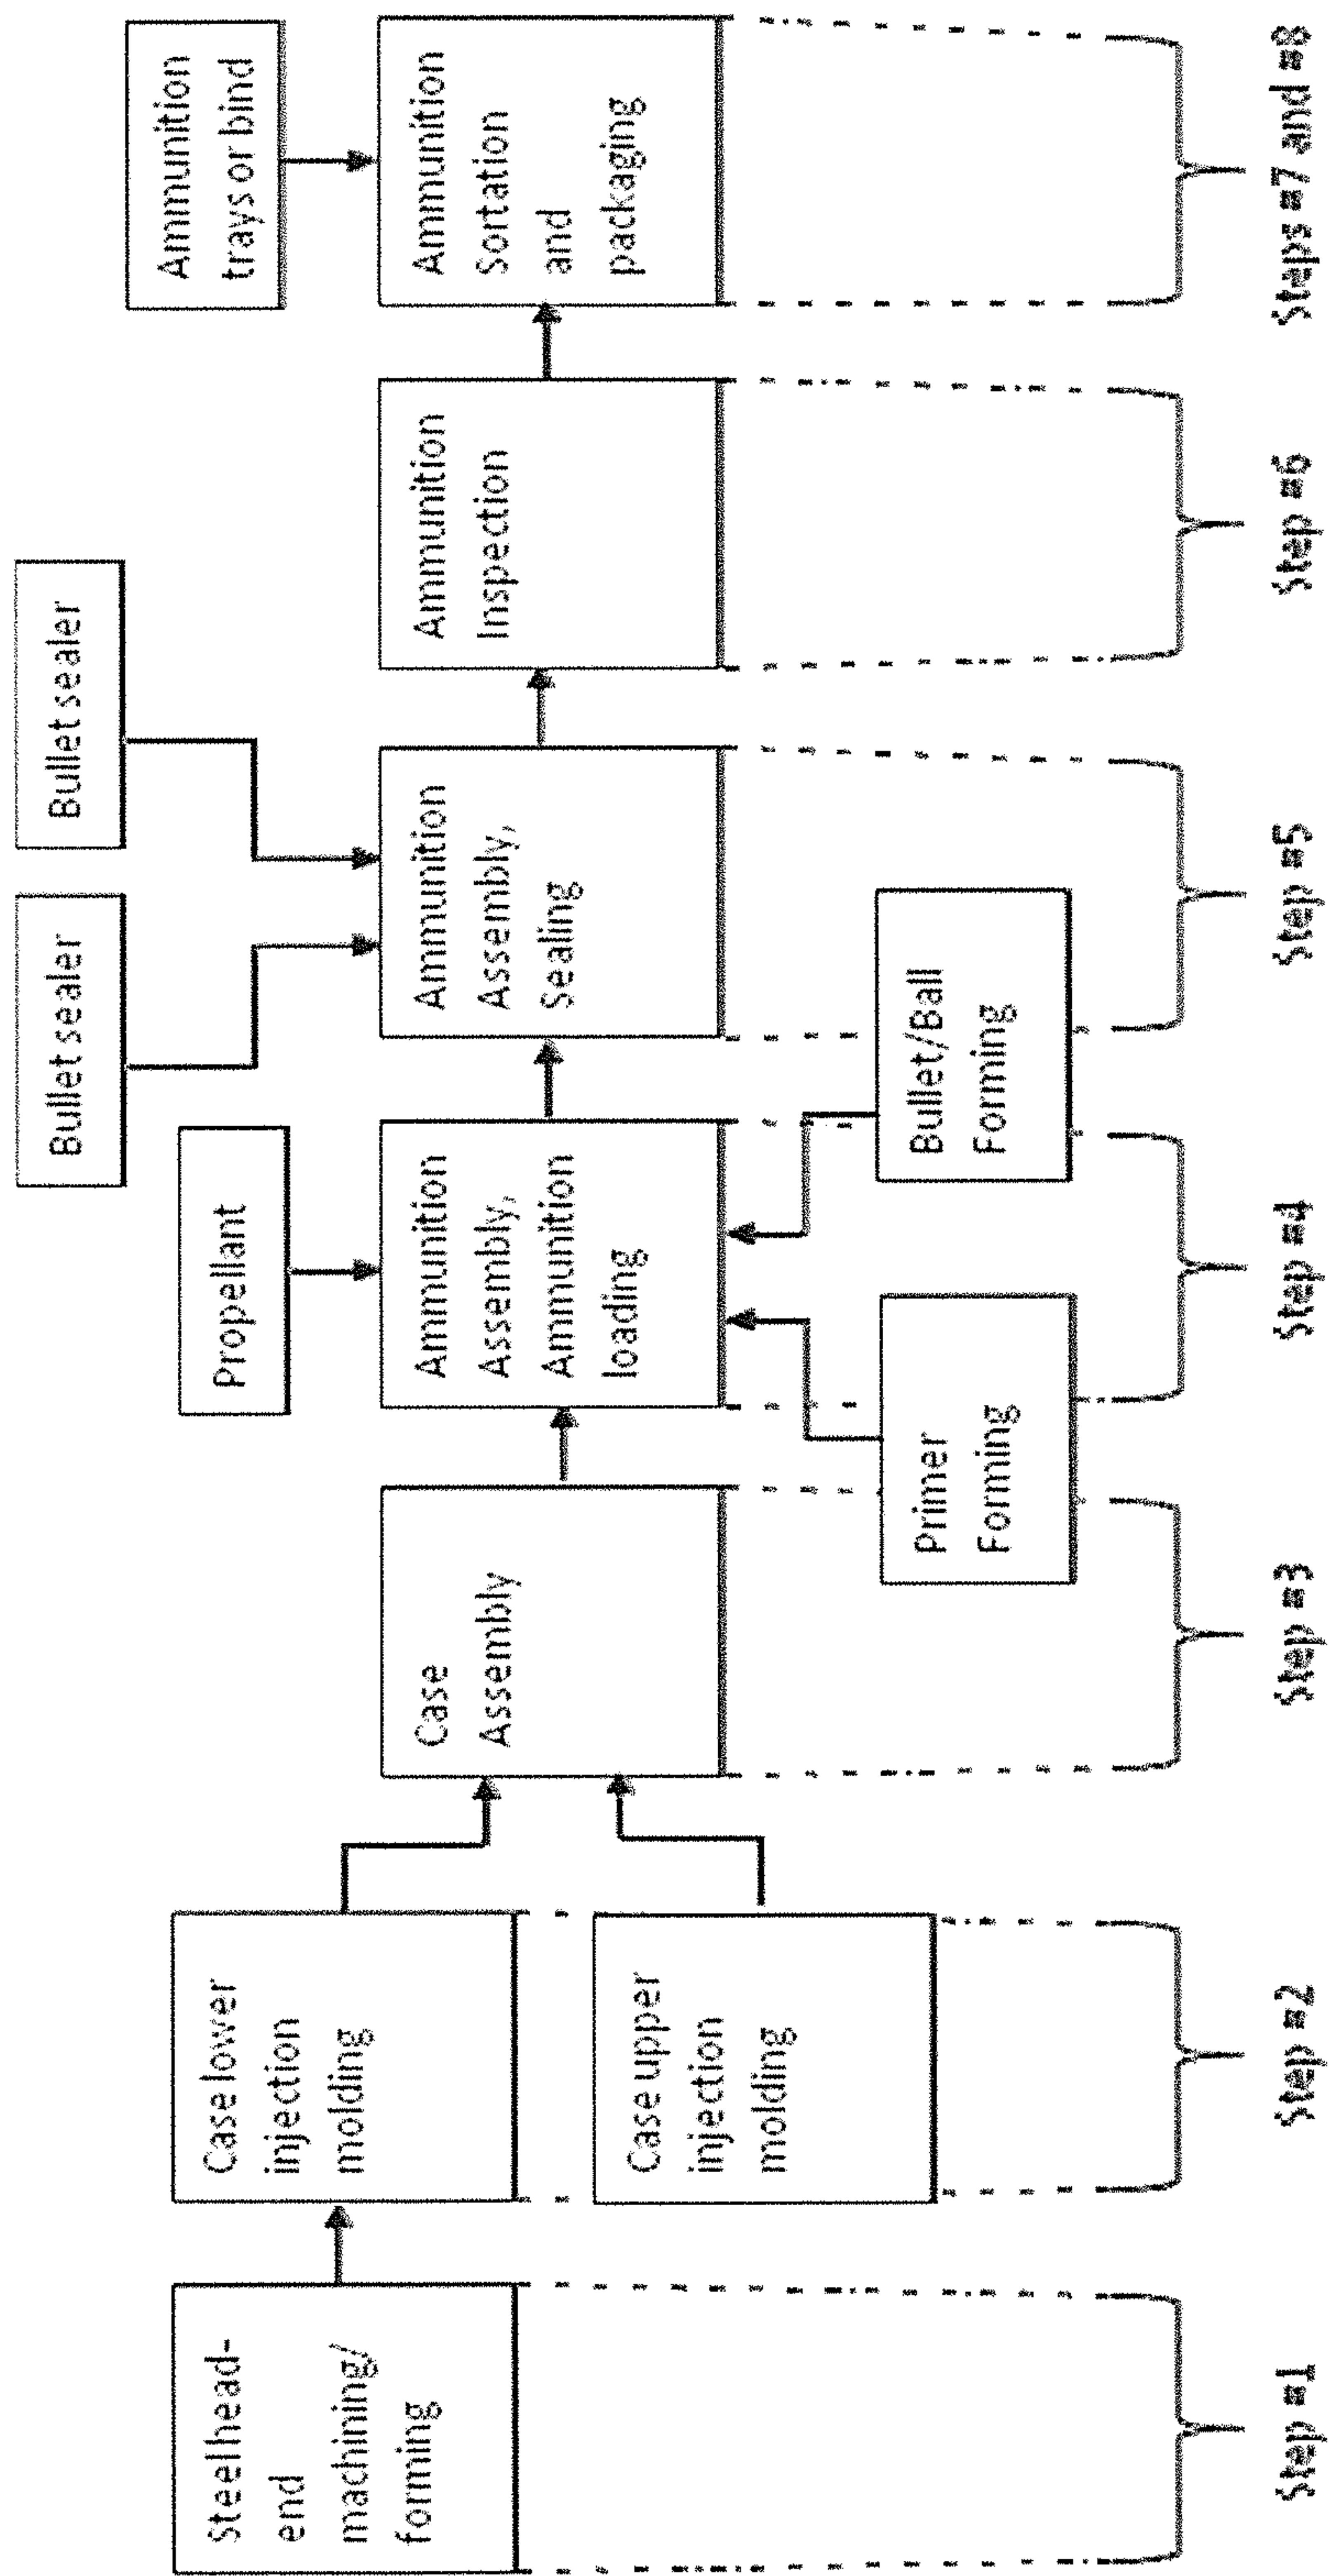 Steelhead-
end
machining/
forming
Case lower
injection
molding
Case upper
injection
molding
Case
Assembly
Propellant
Ammunition
Assembly,
Ammunition
loading
Primer
Forming
Bullet/Ball
Forming
Bullet sealer
Bullet sealer
Ammunition
Assembly,
Sealing
Ammunition
Inspection
Ammunition
trays or bind
Ammunition
Sortation
and
packaging
Step #1
Step #2
Step #3
Step #4
Step #5
Step #6
Steps #7 and #8